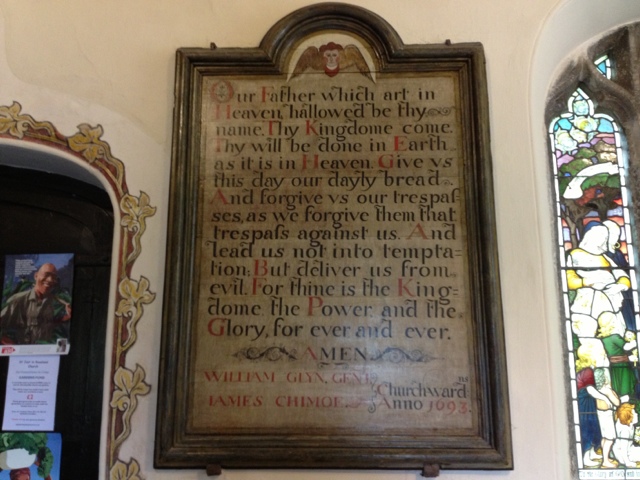 Our Father which art in
Heaven, hallowed be thy
name. Thy Kingdome come.
Thy will be done in Earth
as it is in Heaven. Give vs
this day our dayly bread.
And forgive vs our trespaſ
ses, as we forgive them that
trespaſs against us. And
lead us not into tempta=
tion; But deliver us from
evil. For thine is the King=
dome the Power and the
Glory, for ever and ever.
AMEN
WILLIAM GLYN, GENT
IAMES CHIMOE
Churchward
Anno 1693.